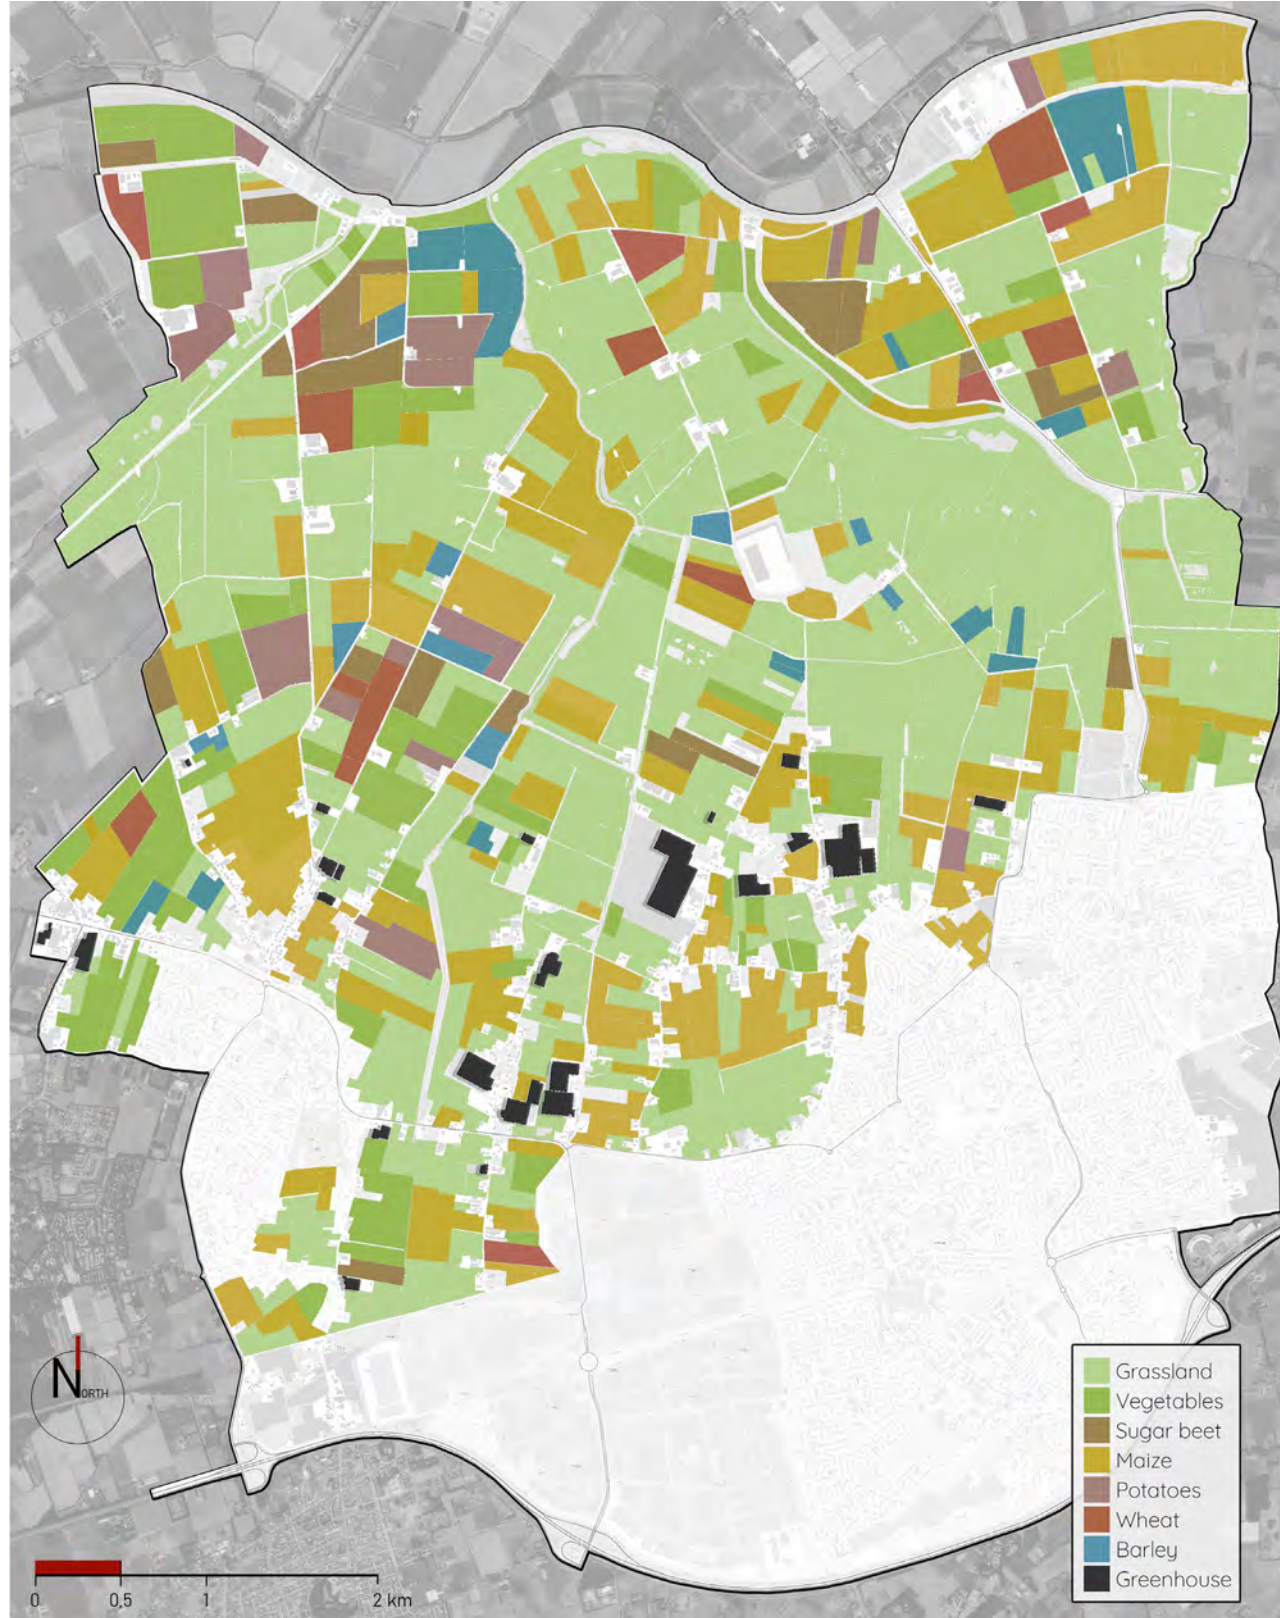 NORTH
0
0,5
1
2 km
Grassland
Vegetables
Sugar beet
Maize
Potatoes
Wheat
Barley
Greenhouse